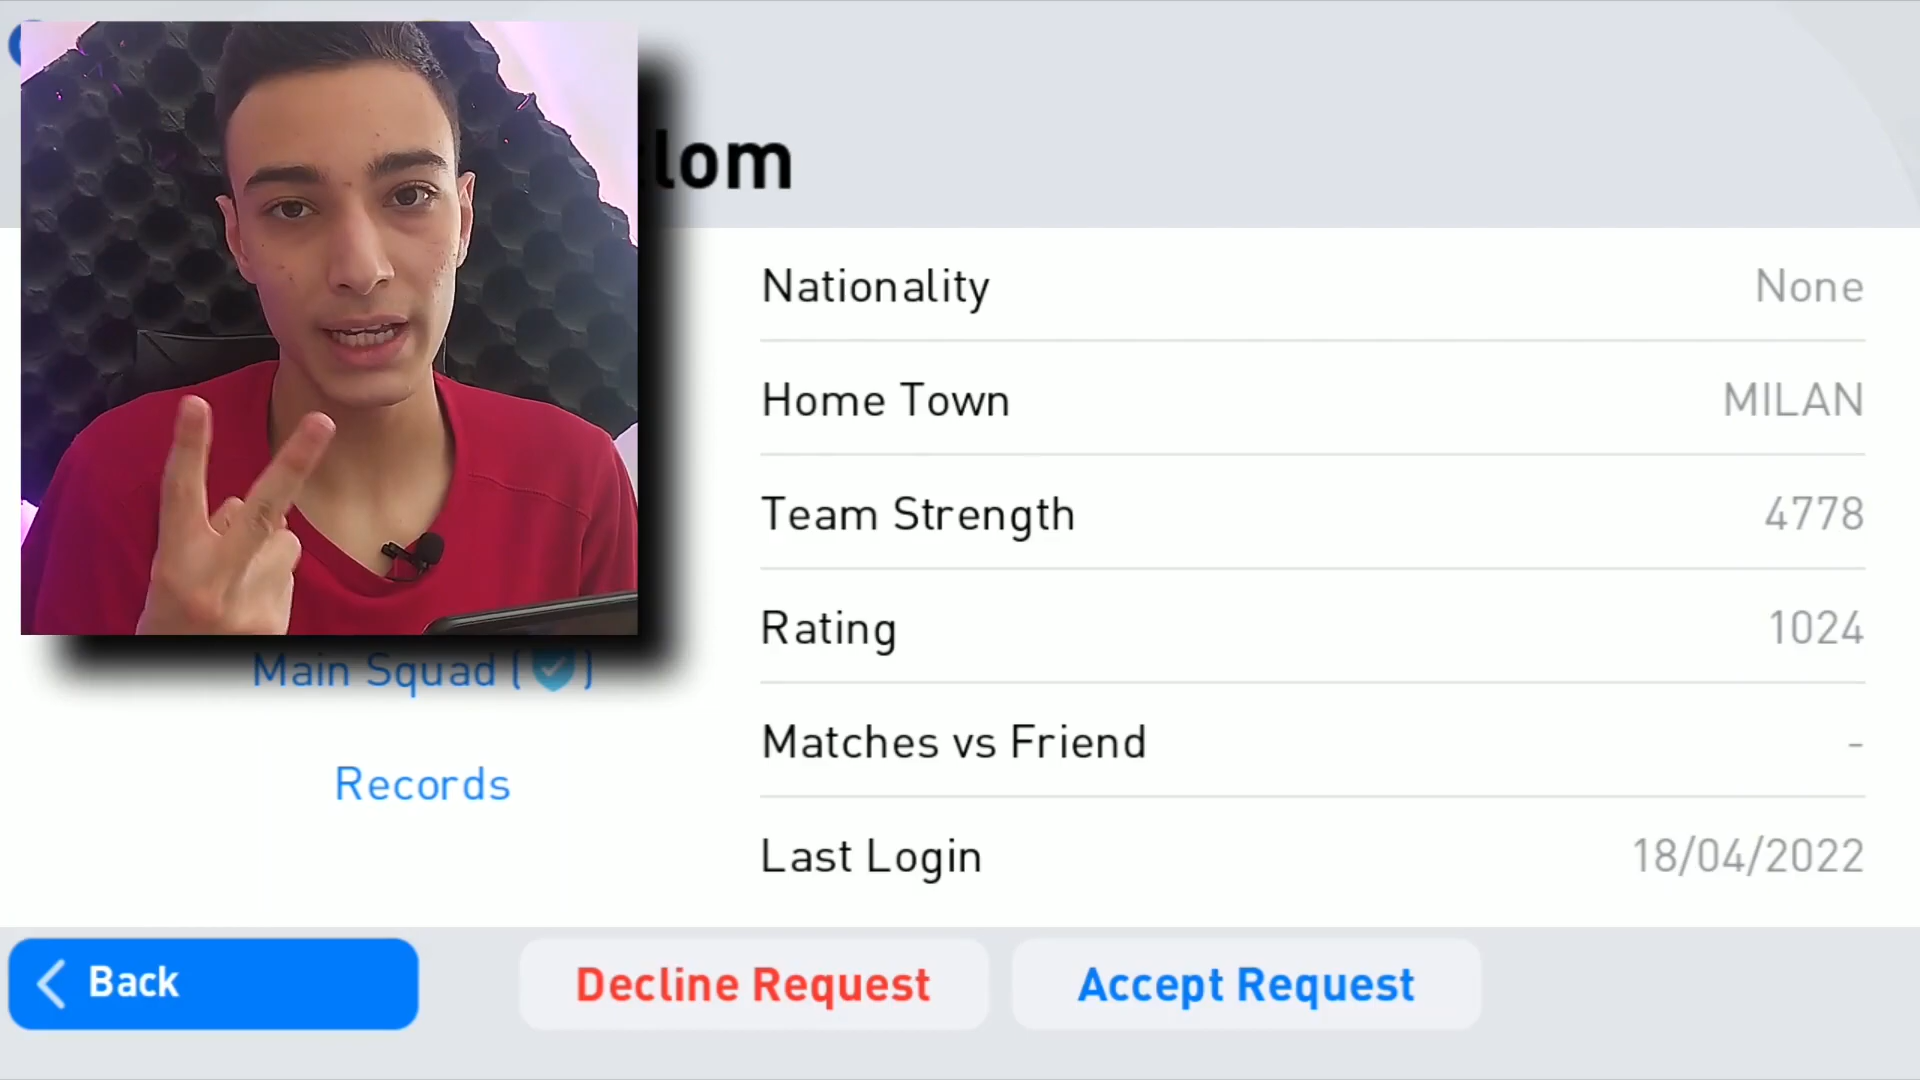 Nationality None
Home Town MILAN
Team Strength 4778
Rating 1024
Matches vs Friend -
Last Login 18/04/2022
Main Squad ( )
Records
Back
Decline Request
Accept Request